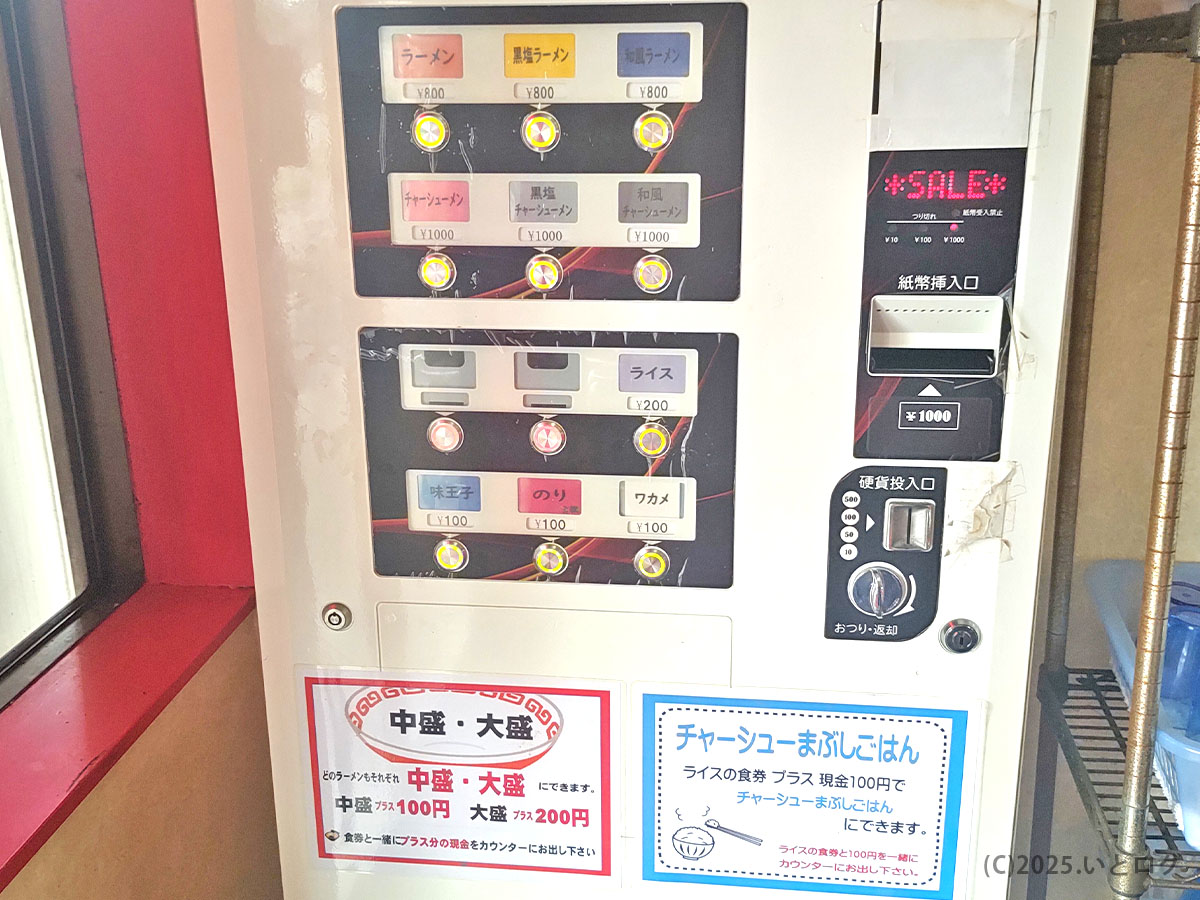 ラーメン
¥800
黒塩ラーメン
¥800
和風ラーメン
¥800
チャーシューメン
¥1000
黒塩
チャーシューメン
¥1000
和風
チャーシューメン
¥1000
ライス
¥200
味玉子
¥100
のり
¥100
ワカメ
¥100
*SALE*
つり切れ
紙幣受入禁止
¥10 ¥100 ¥1000
紙幣挿入口
¥1000
硬貨投入口
500
100
50
10
おつり・返却
中盛・大盛
どのラーメンもそれぞれ 中盛・大盛 にできます。
中盛 プラス 100円 大盛 プラス 200円
食券と一緒にプラス分の現金をカウンターにお出し下さい
チャーシューまぶしごはん
ライスの食券 プラス 現金100円で
チャーシューまぶしごはん
にできます。
ライスの食券と100円を一緒に
カウンターにお出し下さい。
(C)2025.いとログ.